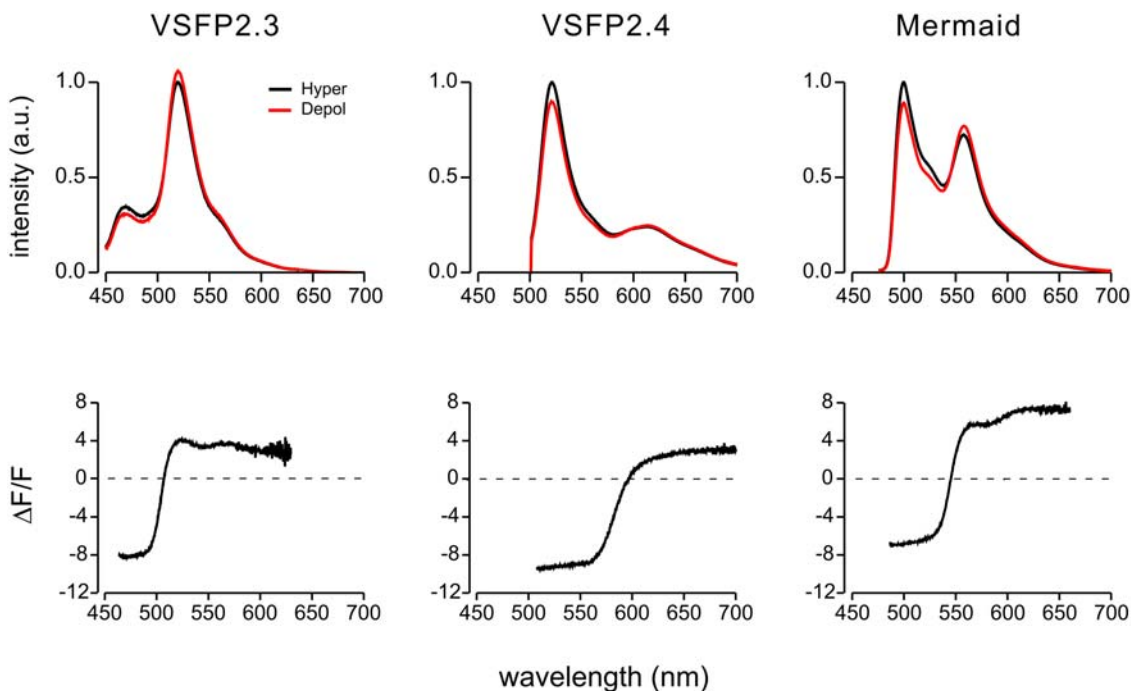 VSFP2.3 VSFP2.4 Mermaid
intensity (a.u.)
1.0 1.0 1.0
Hyper
Depol
0.5 0.5 0.5
0.0 0.0 0.0
450 500 550 600 650 700 450 500 550 600 650 700 450 500 550 600 650 700
ΔF/F
8 8 8
4 4 4
0 0 0
-4 -4 -4
-8 -8 -8
-12 -12 -12
450 500 550 600 650 700 450 500 550 600 650 700 450 500 550 600 650 700
wavelength (nm)